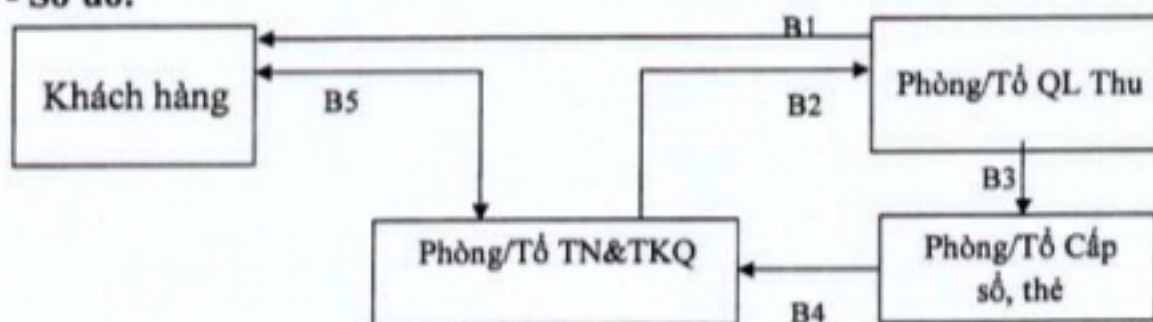 - Sơ đồ:
B1
Khách hàng
Phòng/Tổ QL Thu
B5
B2
B3
Phòng/Tổ TN&TKQ
Phòng/Tổ Cấp
sổ, thẻ
B4